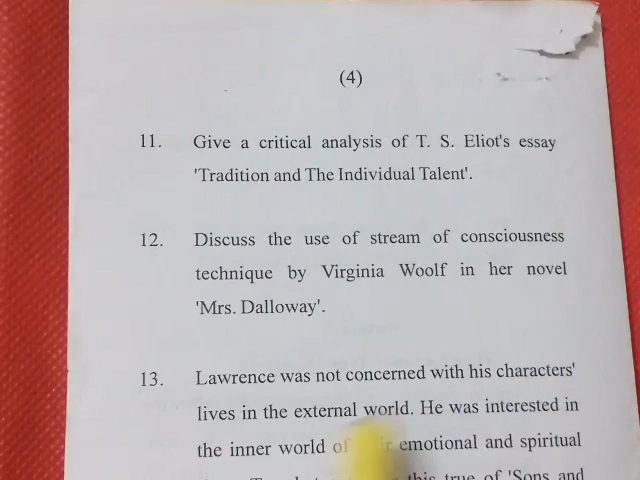 (4)
11. Give a critical analysis of T. S. Eliot's essay
'Tradition and The Individual Talent'.
12. Discuss the use of stream of consciousness
technique by Virginia Woolf in her novel
'Mrs. Dalloway'.
13. Lawrence was not concerned with his characters'
lives in the external world. He was interested in
the inner world of emotional and spiritual
this true of 'Sons and